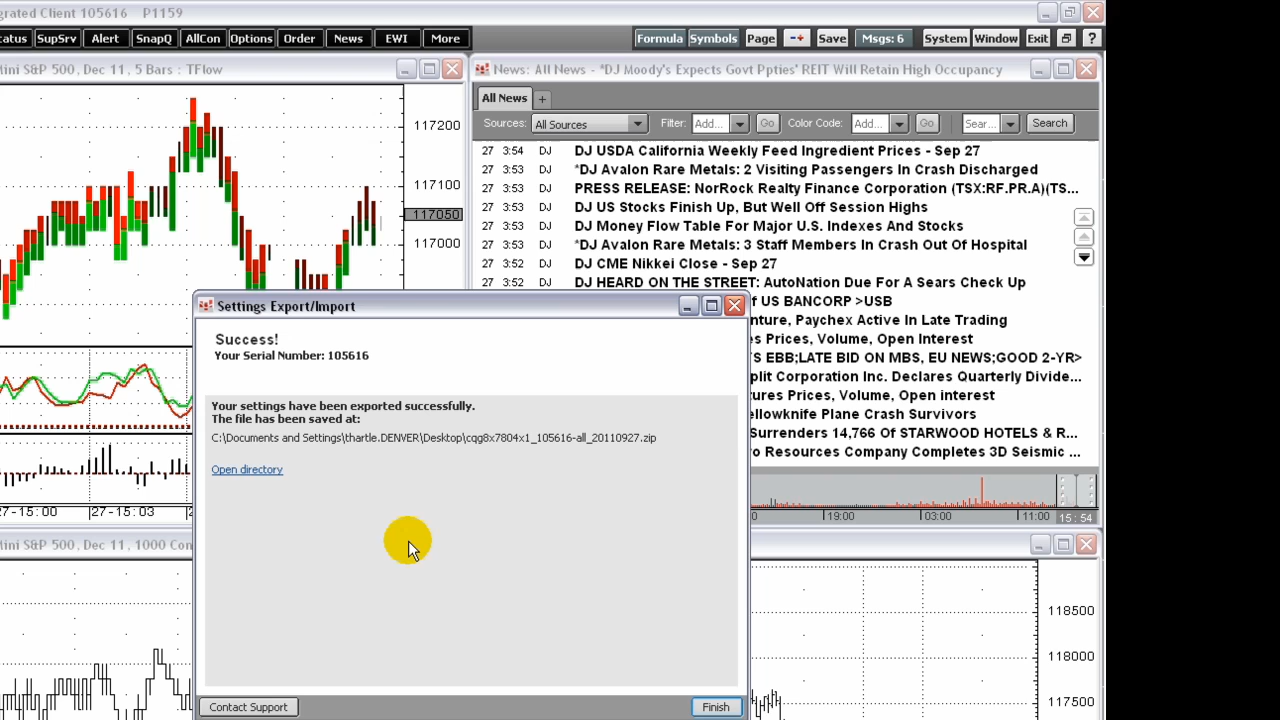 grated Client 105616 P1159
tatus SupSrv Alert SnapQ AllCon Options Order News EWI More Formula Symbols Page -+ Save Msgs: 6 System Window Exit ?
Mini S&P 500, Dec 11, 5 Bars : TFlow
117200
117100
117050
117000
27-15:00 27-15:03
News: All News - *DJ Moody's Expects Govt Ppties' REIT Will Retain High Occupancy
All News +
Sources: All Sources Filter: Add... Go Color Code: Add... Go Sear... Search
27 3:54 DJ DJ USDA California Weekly Feed Ingredient Prices - Sep 27
27 3:53 DJ *DJ Avalon Rare Metals: 2 Visiting Passengers In Crash Discharged
27 3:53 DJ PRESS RELEASE: NorRock Realty Finance Corporation (TSX:RF.PR.A)(TS...
27 3:53 DJ DJ US Stocks Finish Up, But Well Off Session Highs
27 3:53 DJ DJ Money Flow Table For Major U.S. Indexes And Stocks
27 3:53 DJ *DJ Avalon Rare Metals: 3 Staff Members In Crash Out Of Hospital
27 3:52 DJ DJ CME Nikkei Close - Sep 27
27 3:52 DJ DJ HEARD ON THE STREET: AutoNation Due For A Sears Check Up
f US BANCORP >USB
nture, Paychex Active In Late Trading
s Prices, Volume, Open Interest
S EBB;LATE BID ON MBS, EU NEWS;GOOD 2-YR>
plit Corporation Inc. Declares Quarterly Divide...
tures Prices, Volume, Open interest
ellowknife Plane Crash Survivors
Surrenders 14,766 Of STARWOOD HOTELS & R...
o Resources Company Completes 3D Seismic ...
19:00 03:00 11:00 15:54
Settings Export/Import
Success!
Your Serial Number: 105616
Your settings have been exported successfully.
The file has been saved at:
C:\Documents and Settings\thartle.DENVER\Desktop\cqg8x7804x1_105616-all_20110927.zip
Open directory
Contact Support Finish
Mini S&P 500, Dec 11, 1000 Con
118500
118000
117500